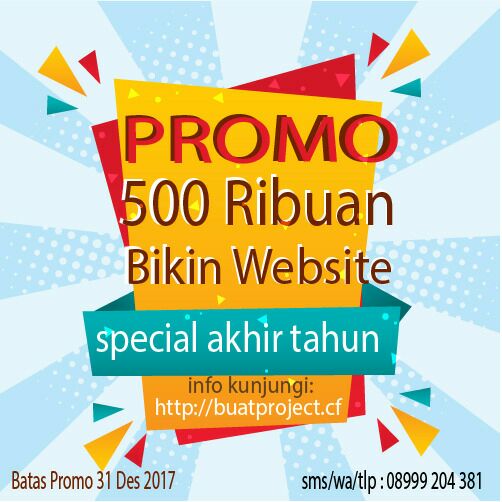 PROMO
500 Ribuan
Bikin Website
special akhir tahun
info kunjungi:
http://buatproject.cf
Batas Promo 31 Des 2017
sms/wa/tlp : 08999 204 381